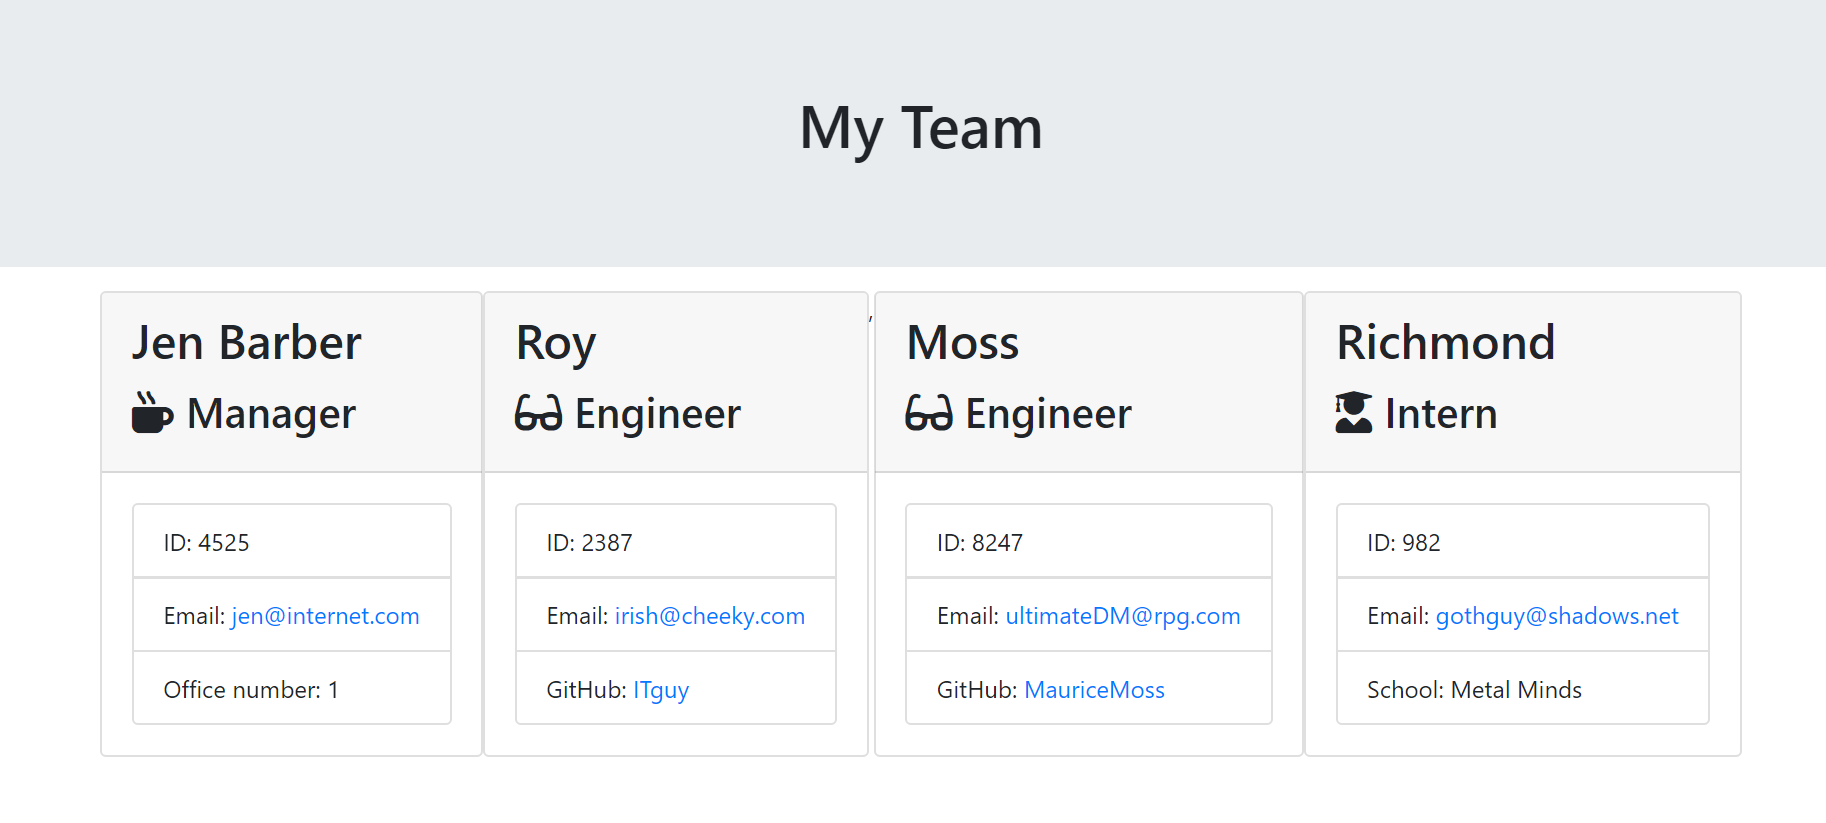 My Team
Jen Barber
Manager
ID: 4525
Email: jen@internet.com
Office number: 1
Roy
Engineer
ID: 2387
Email: irish@cheeky.com
GitHub: ITguy
,
Moss
Engineer
ID: 8247
Email: ultimateDM@rpg.com
GitHub: MauriceMoss
Richmond
Intern
ID: 982
Email: gothguy@shadows.net
School: Metal Minds